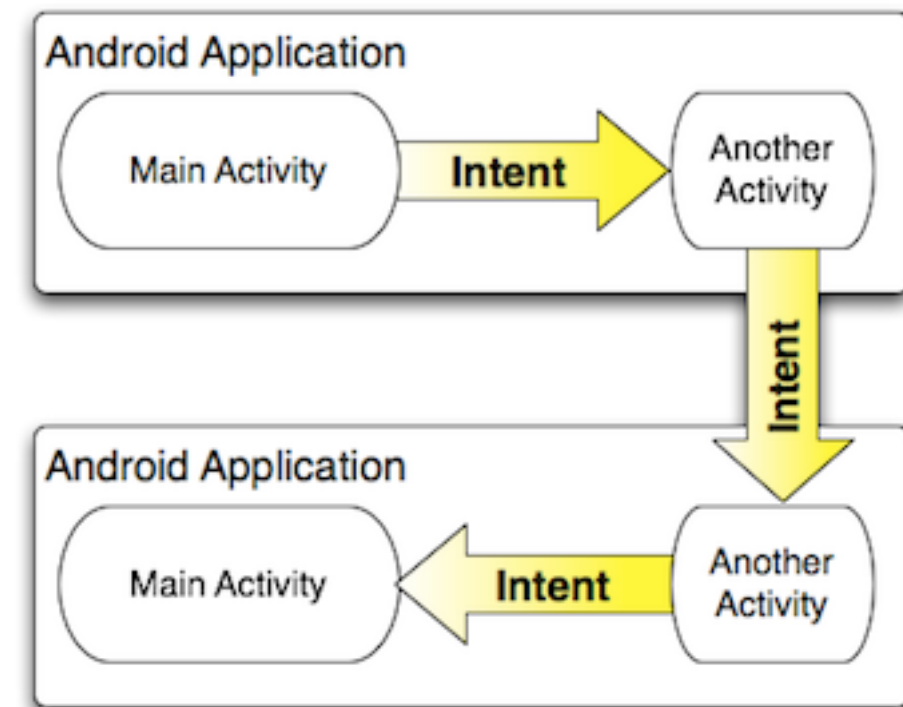 Android Application
Main Activity
Intent
Another
Activity
Intent
Android Application
Main Activity
Intent
Another
Activity